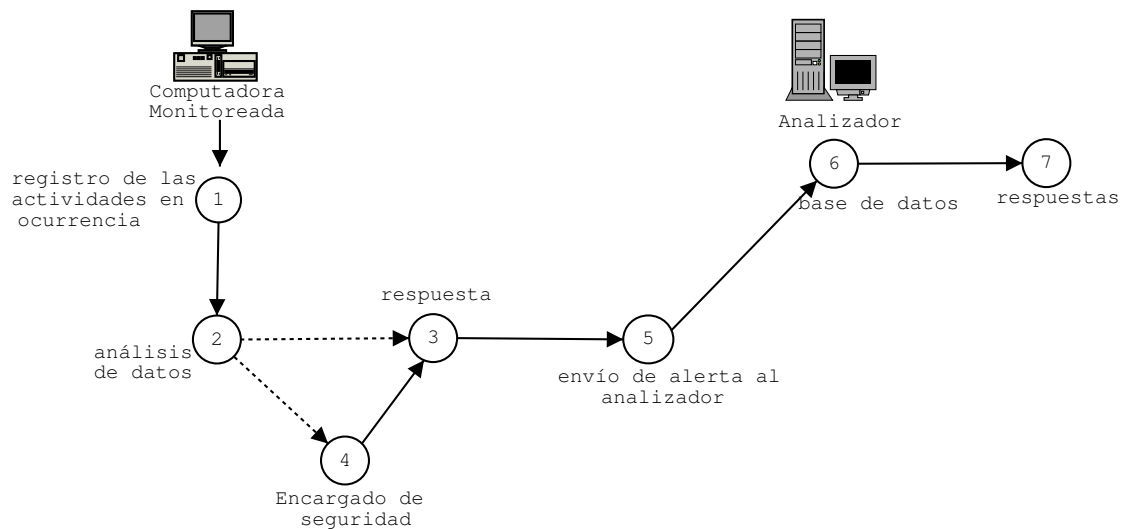 Computadora
Monitoreada
Analizador
registro de las
actividades en
ocurrencia
1
6
7
base de datos
respuestas
respuesta
2
3
5
análisis
de datos
envío de alerta al
analizador
4
Encargado de
seguridad